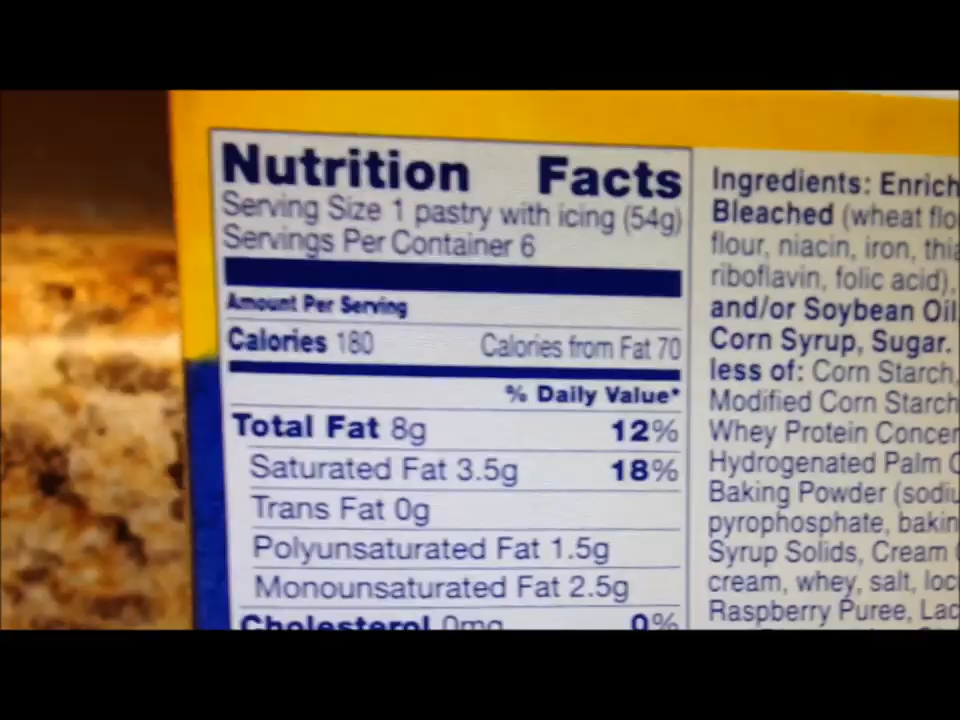 Nutrition Facts
Serving Size 1 pastry with icing (54g)
Servings Per Container 6
Amount Per Serving
Calories 180 Calories from Fat 70
% Daily Value*
Total Fat 8g 12%
Saturated Fat 3.5g 18%
Trans Fat 0g
Polyunsaturated Fat 1.5g
Monounsaturated Fat 2.5g
Cholesterol 0mg 0%
Ingredients: Enrich
Bleached (wheat flo
flour, niacin, iron, thia
riboflavin, folic acid),
and/or Soybean Oil
Corn Syrup, Sugar.
less of: Corn Starch,
Modified Corn Starch
Whey Protein Concen
Hydrogenated Palm O
Baking Powder (sodiu
pyrophosphate, bakin
Syrup Solids, Cream
cream, whey, salt, loc
Raspberry Puree, Lac